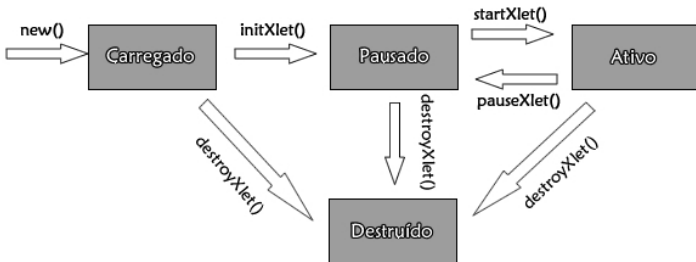 new()
Carregado
initXlet()
Pausado
startXlet()
pauseXlet()
Ativo
destroyXlet()
destroyXlet()
destroyXlet()
Destruído